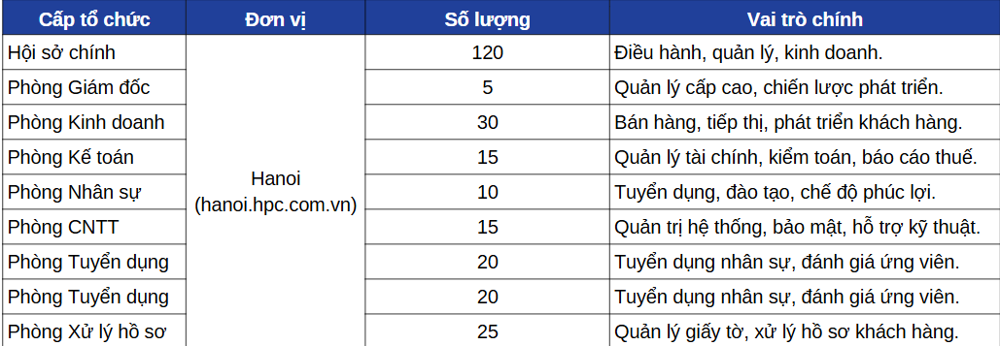 Cấp tổ chức Đơn vị Số lượng Vai trò chính
Hội sở chính 120 Điều hành, quản lý, kinh doanh.
Phòng Giám đốc 5 Quản lý cấp cao, chiến lược phát triển.
Phòng Kinh doanh 30 Bán hàng, tiếp thị, phát triển khách hàng.
Phòng Kế toán 15 Quản lý tài chính, kiểm toán, báo cáo thuế.
Hanoi
(hanoi.hpc.com.vn)
Phòng Nhân sự 10 Tuyển dụng, đào tạo, chế độ phúc lợi.
Phòng CNTT 15 Quản trị hệ thống, bảo mật, hỗ trợ kỹ thuật.
Phòng Tuyển dụng 20 Tuyển dụng nhân sự, đánh giá ứng viên.
Phòng Tuyển dụng 20 Tuyển dụng nhân sự, đánh giá ứng viên.
Phòng Xử lý hồ sơ 25 Quản lý giấy tờ, xử lý hồ sơ khách hàng.